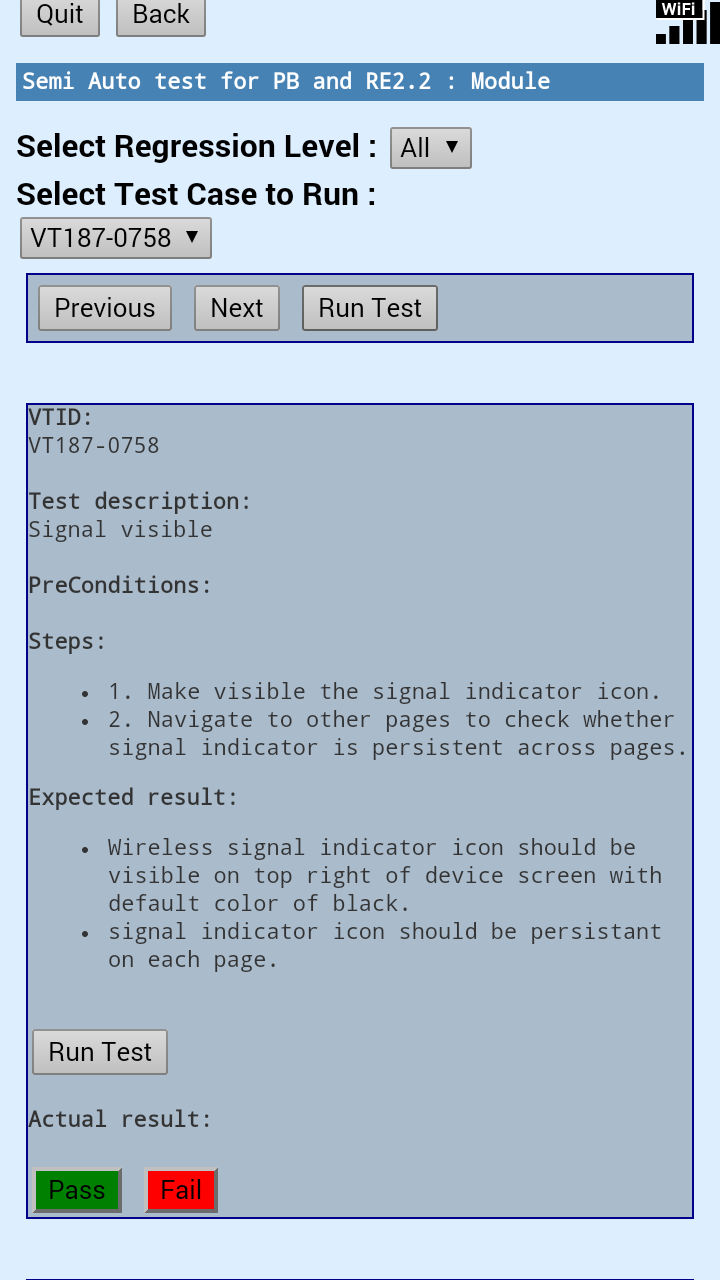 Quit Back
WiFi
Semi Auto test for PB and RE2.2 : Module
Select Regression Level : All ▼
Select Test Case to Run :
VT187-0758 ▼
Previous Next Run Test
VTID:
VT187-0758
Test description:
Signal visible
PreConditions:
Steps:
• 1. Make visible the signal indicator icon.
• 2. Navigate to other pages to check whether
signal indicator is persistent across pages.
Expected result:
• Wireless signal indicator icon should be
visible on top right of device screen with
default color of black.
• signal indicator icon should be persistant
on each page.
Run Test
Actual result:
Pass Fail